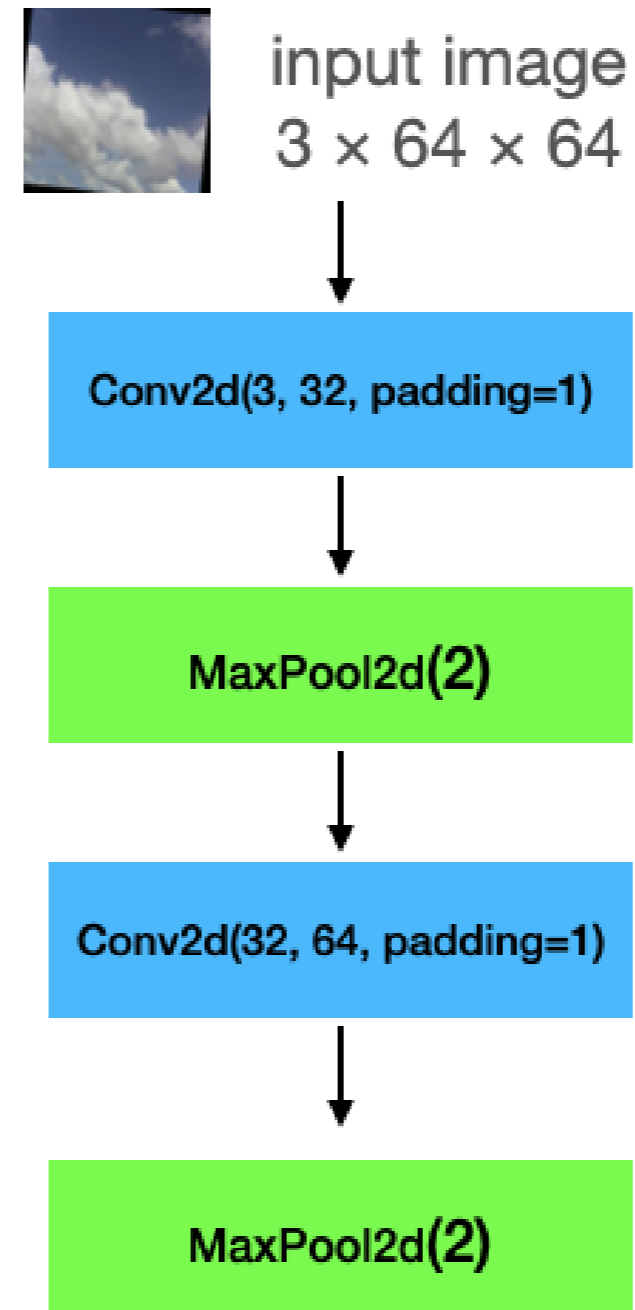 input image
3 × 64 × 64
Conv2d(3, 32, padding=1)
MaxPool2d(2)
Conv2d(32, 64, padding=1)
MaxPool2d(2)